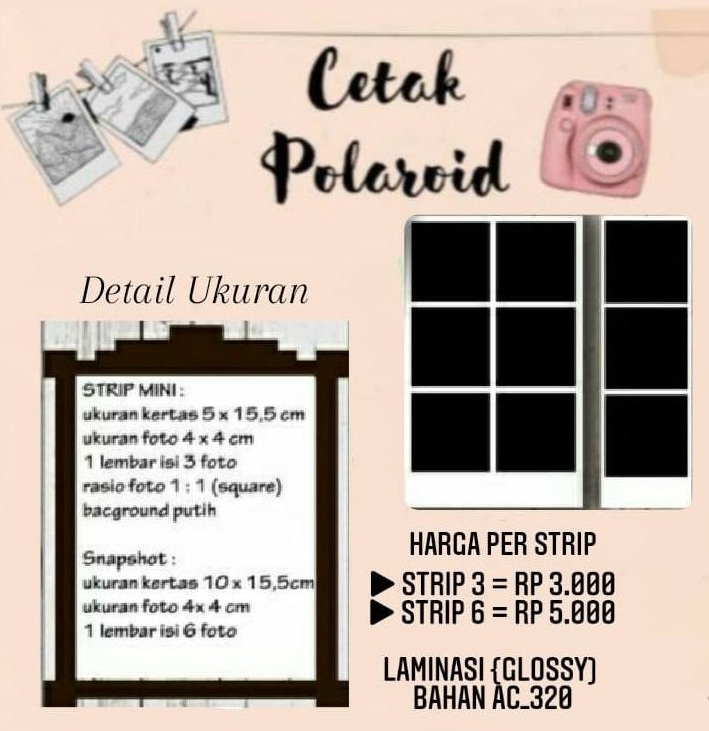 Cetak
Polaroid
Detail Ukuran
STRIP MINI :
ukuran kertas 5 x 15,5 cm
ukuran foto 4 x 4 cm
1 lembar isi 3 foto
rasio foto 1 : 1 (square)
bacground putih
Snapshot :
ukuran kertas 10 x 15,5cm
ukuran foto 4x 4 cm
1 lembar isi 6 foto
HARGA PER STRIP
▶ STRIP 3 = RP 3.000
▶ STRIP 6 = RP 5.000
LAMINASI {GLOSSY}
BAHAN AC_320